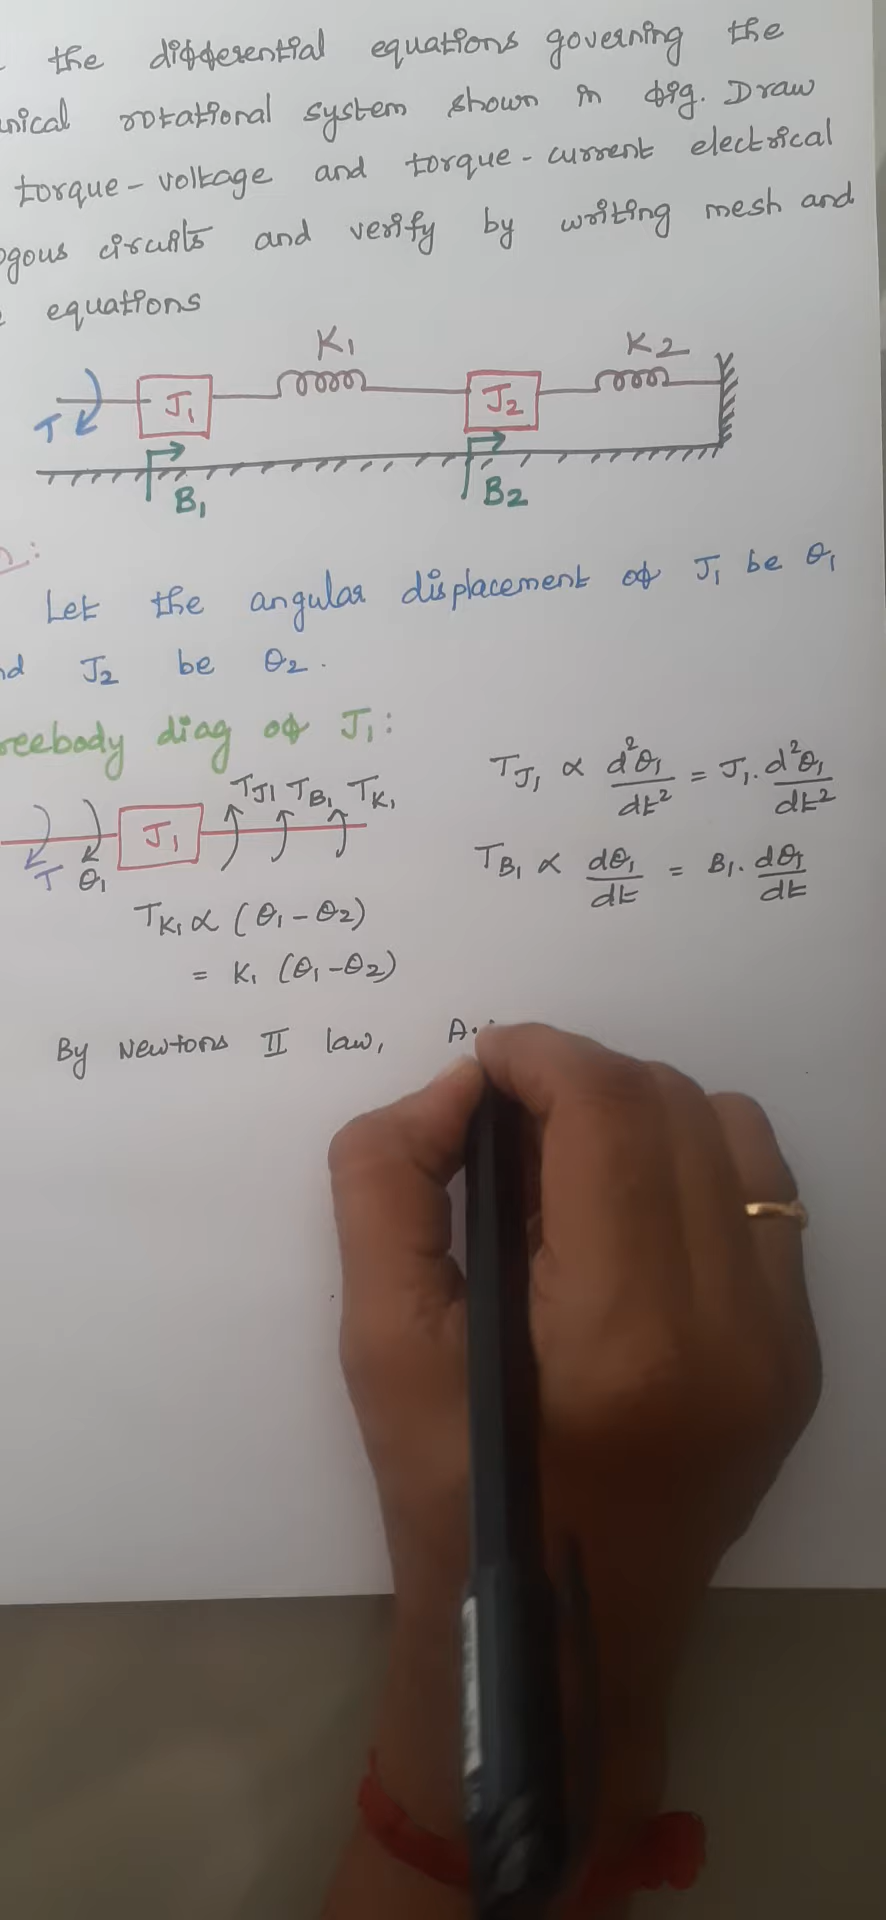 the differential equations governing the
nical rotational system shown in fig. Draw
torque-voltage and torque-current electrical
ogous circuits and verify by writing mesh and
equations
K1 K2
T J1 J2
B1 B2
n:
Let the angular displacement of J1 be θ1
nd J2 be θ2.
reebody diag of J1:
TJ1 TB1 TK1
T θ1 J1
TJ1 ∝ d²θ1/dt² = J1. d²θ1/dt²
TB1 ∝ dθ1/dt = B1. dθ1/dt
TK1 ∝ (θ1-θ2)
= K1 (θ1-θ2)
By Newtons II law, A.